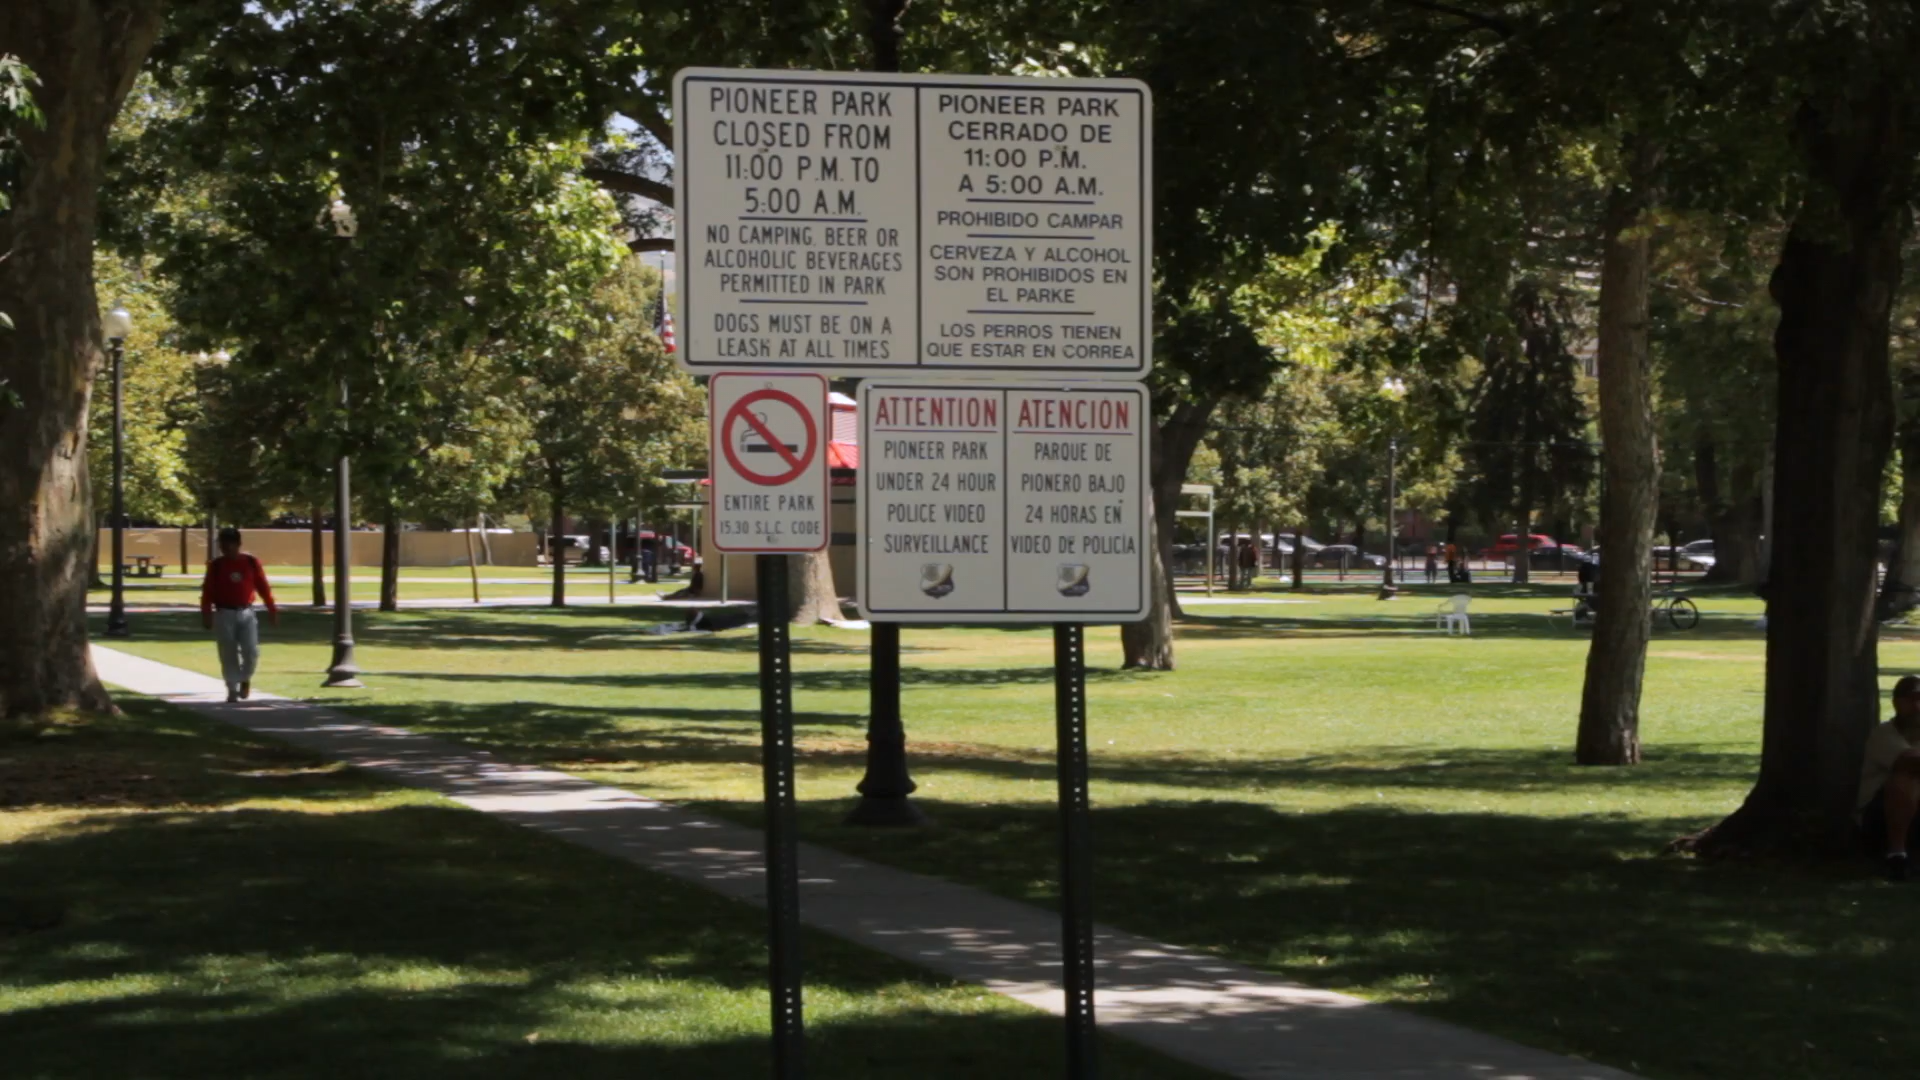 PIONEER PARK
CLOSED FROM
11:00 P.M. TO
5:00 A.M.
NO CAMPING, BEER OR
ALCOHOLIC BEVERAGES
PERMITTED IN PARK
DOGS MUST BE ON A
LEASH AT ALL TIMES
PIONEER PARK
CERRADO DE
11:00 P.M.
A 5:00 A.M.
PROHIBIDO CAMPAR
CERVEZA Y ALCOHOL
SON PROHIBIDOS EN
EL PARKE
LOS PERROS TIENEN
QUE ESTAR EN CORREA
ENTIRE PARK
15.30 S.L.C. CODE
ATTENTION
PIONEER PARK
UNDER 24 HOUR
POLICE VIDEO
SURVEILLANCE
ATENCIÓN
PARQUE DE
PIONERO BAJO
24 HORAS EN
VIDEO DE POLICÍA